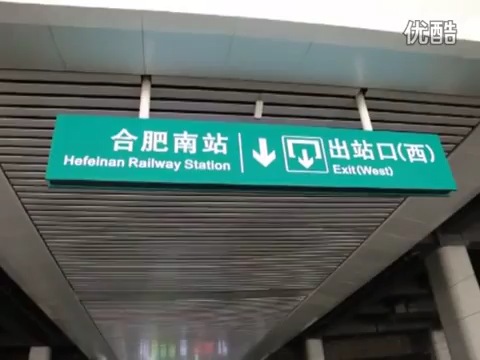 优酷
合肥南站
Hefeinan Railway Station
出站口(西)
Exit(West)